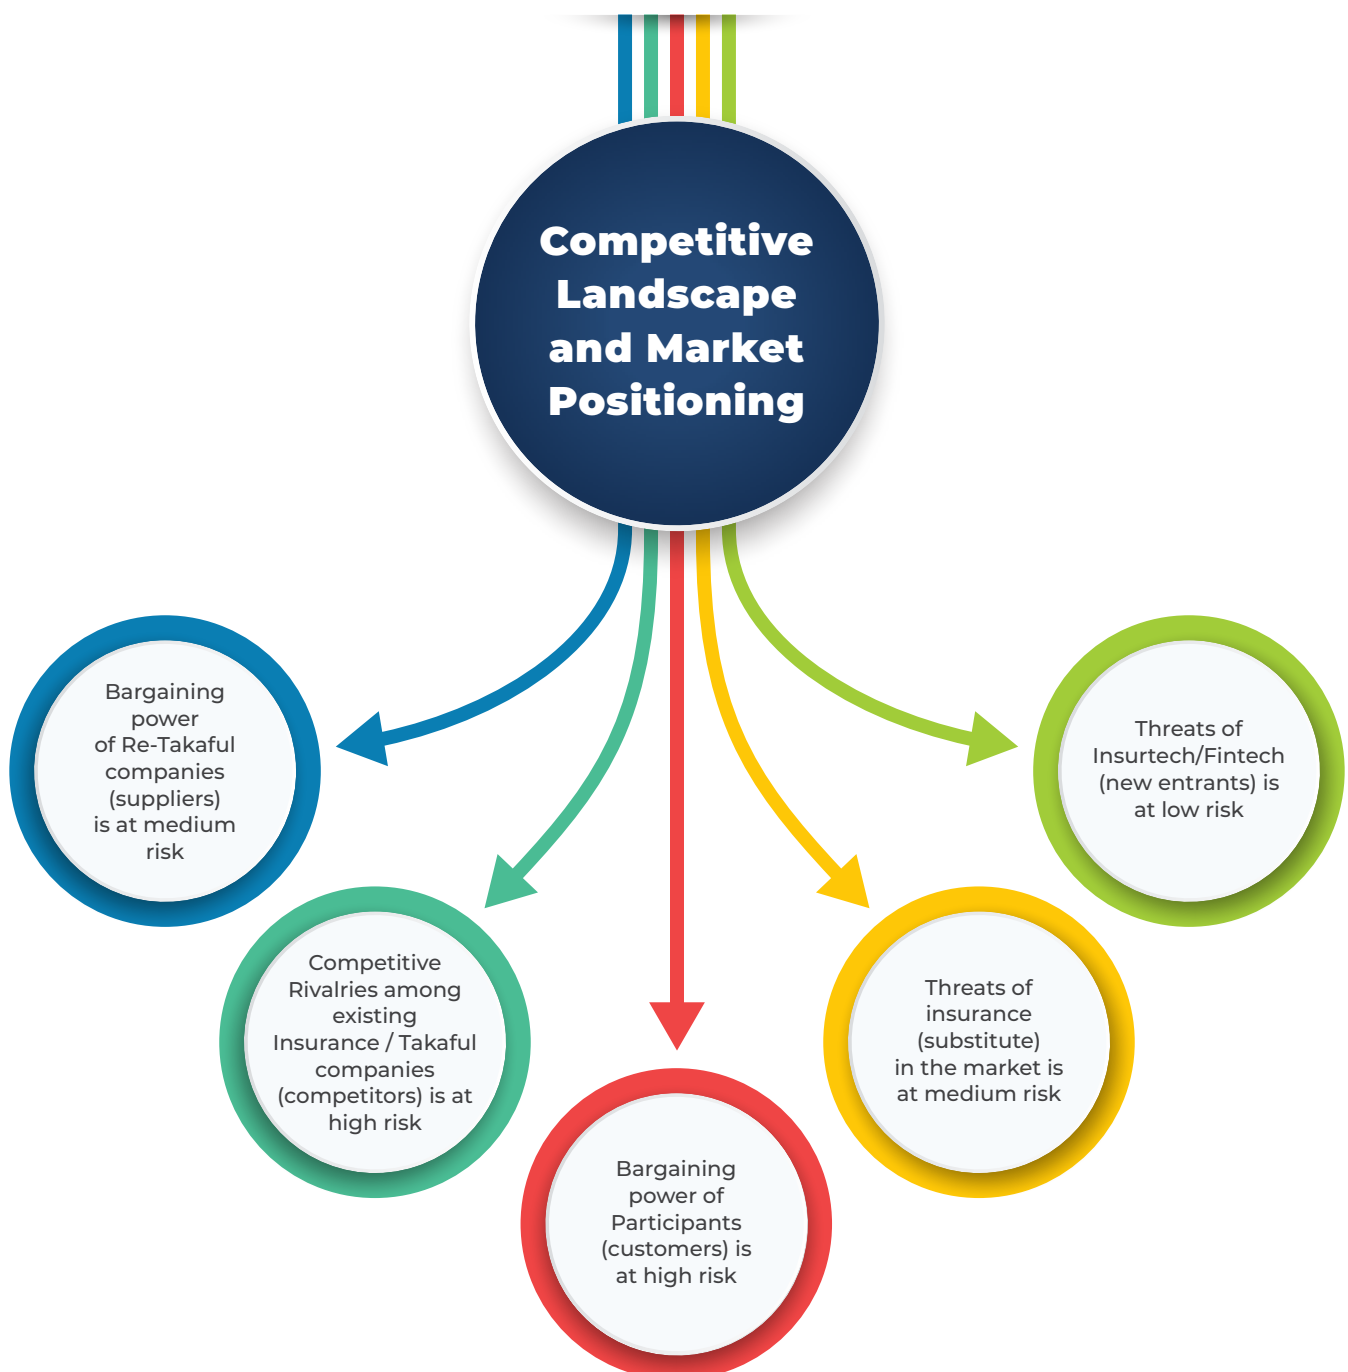 Competitive
Landscape
and Market
Positioning
Bargaining
power
of Re-Takaful
companies
(suppliers)
is at medium
risk
Competitive
Rivalries among
existing
Insurance / Takaful
companies
(competitors) is at
high risk
Bargaining
power of
Participants
(customers) is
at high risk
Threats of
insurance
(substitute)
in the market is
at medium risk
Threats of
Insurtech/Fintech
(new entrants) is
at low risk